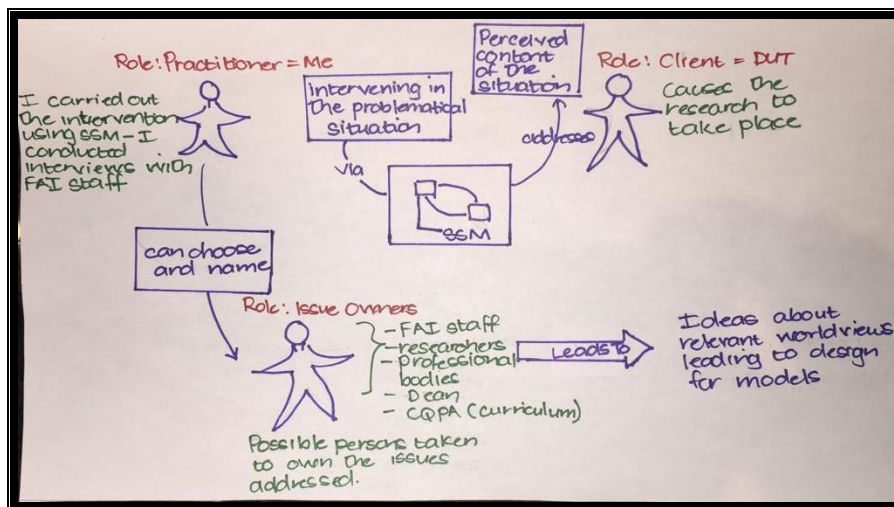 Role: Practitioner = Me
I carried out
the intervention
using SSM-I
conducted
interviews with
FAI staff
intervening in
the problematical
situation
Perceived
content
of the
situation
Role: Client = DUT
causes the
research to
take place
via
addresses
SSM
can choose
and name
Role: Issue Owners
- FAI staff
- researchers
- professional
bodies
- Dean
- CQPA (curriculum)
Possible persons taken
to own the issues
addressed.
LEADS TO
Ideas about
relevant worldviews
leading to design
for models